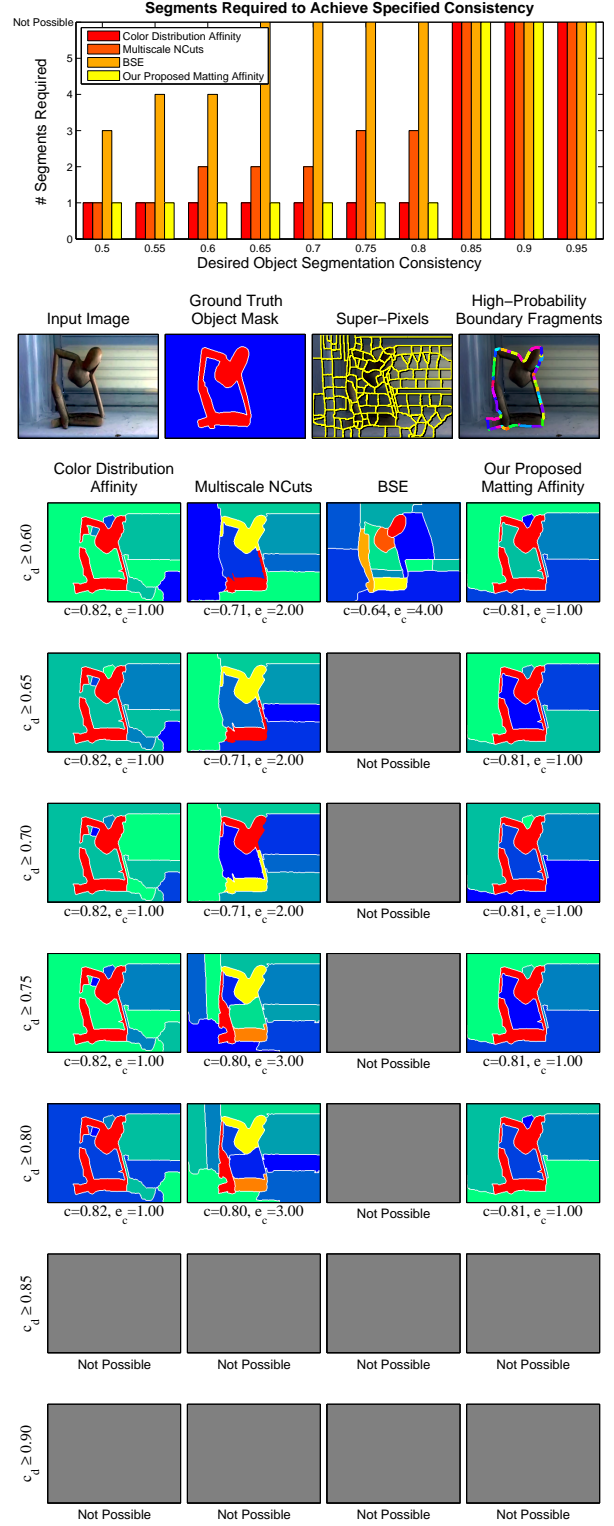 Segments Required to Achieve Specified Consistency
Not Possible
Color Distribution Affinity
Multiscale NCuts
BSE
Our Proposed Matting Affinity
5
4
3
2
1
0
# Segments Required
0.5 0.55 0.6 0.65 0.7 0.75 0.8 0.85 0.9 0.95
Desired Object Segmentation Consistency
Input Image
Ground Truth
Object Mask
Super-Pixels
High-Probability
Boundary Fragments
Color Distribution
Affinity
Multiscale NCuts
BSE
Our Proposed
Matting Affinity
c_d ≥ 0.60
c=0.82, e_c=1.00 c=0.71, e_c=2.00 c=0.64, e_c=4.00 c=0.81, e_c=1.00
c_d ≥ 0.65
c=0.82, e_c=1.00 c=0.71, e_c=2.00 Not Possible c=0.81, e_c=1.00
c_d ≥ 0.70
c=0.82, e_c=1.00 c=0.71, e_c=2.00 Not Possible c=0.81, e_c=1.00
c_d ≥ 0.75
c=0.82, e_c=1.00 c=0.80, e_c=3.00 Not Possible c=0.81, e_c=1.00
c_d ≥ 0.80
c=0.82, e_c=1.00 c=0.80, e_c=3.00 Not Possible c=0.81, e_c=1.00
c_d ≥ 0.85
Not Possible Not Possible Not Possible Not Possible
c_d ≥ 0.90
Not Possible Not Possible Not Possible Not Possible